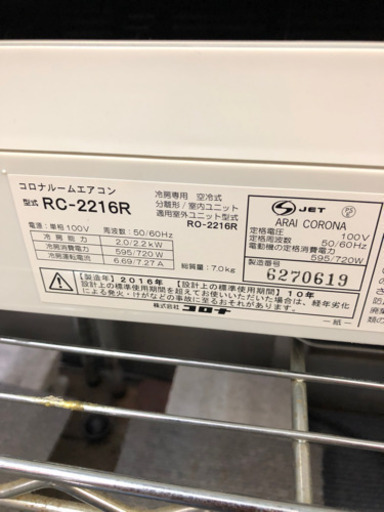 コロナルームエアコン
型式 RC-2216R
冷房専用 空冷式
分離形/室内ユニット
適用室外ユニット型式
RO-2216R
電源:単相100V 周波数:50/60Hz
冷房能力 2.0/2.2kW
冷房消費電力 595/720W
冷房運転電流 6.69/7.27A
総質量:7.0kg
JET
ARAI CORONA
定格電圧 100V
定格周波数 50/60Hz
電動機の定格消費電力
595/720W
製造番号
6270619
【製造年】2016年【設計上の標準使用期間】10年
設計上の標準使用期間を超えてお使いいただいた場合は、経年劣化
による発火・けがなどの事故に至るおそれがあります。
株式会社 コロナ
―紙―